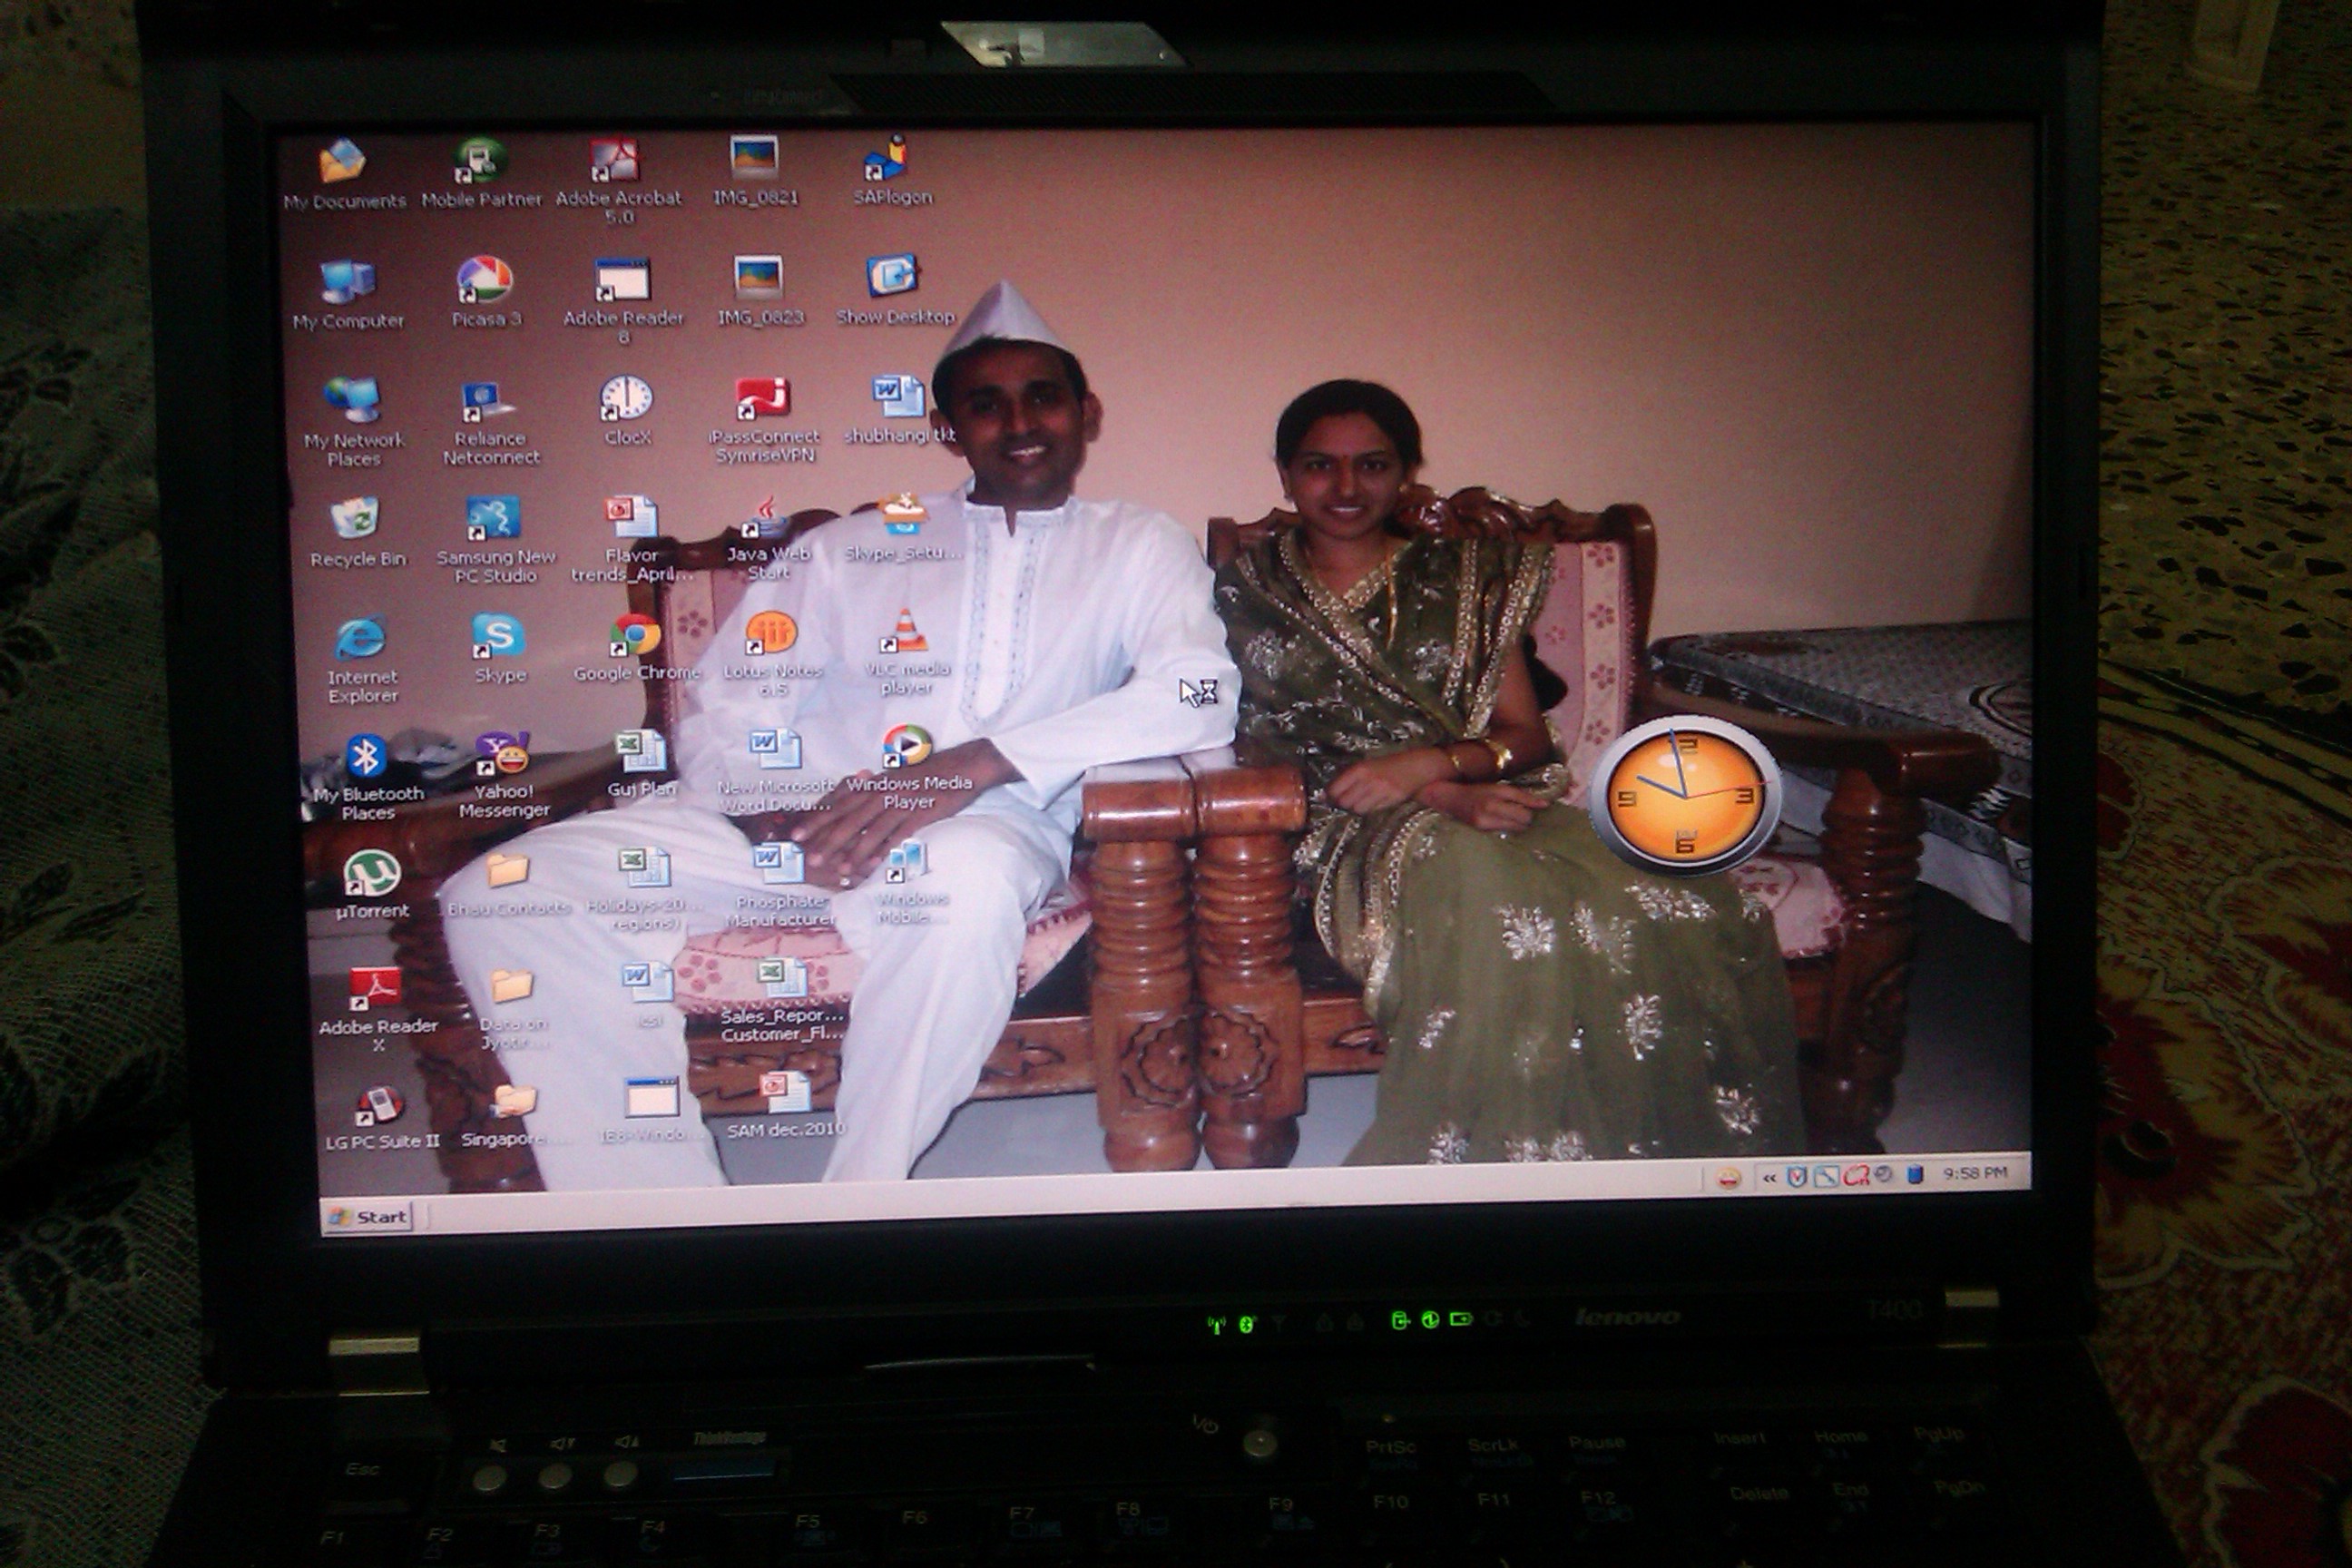 My Documents
Mobile Partner
Adobe Acrobat
5.0
IMG_0821
SAPlogon
My Computer
Picasa 3
Adobe Reader
8
IMG_0823
Show Desktop
My Network
Places
Reliance
Netconnect
ClocX
iPassConnect
SymriseVPN
shubhangi tkt
Recycle Bin
Samsung New
PC Studio
Flavor
trends_April...
Java Web
Start
Skype_Setu...
Internet
Explorer
Skype
Google Chrome
Lotus Notes
6.5
VLC media
player
My Bluetooth
Places
Yahoo!
Messenger
Guj Plan
New Microsoft
Word Docu...
Windows Media
Player
µTorrent
Bhau Contacts
Holidays-20...
regions)
Phosphate
Manufacturer
Windows
Mobile...
Adobe Reader
X
Data on
Jyotir...
Sales_Repor...
Customer_Fl...
LG PC Suite II
Singapore...
IE8-Windo...
SAM dec.2010
12
3
6
9
Start
9:58 PM
lenovo
T400
ThinkVantage
Esc
PrtSc
ScrLk
Pause
Insert
Home
PgUp
Delete
End
PgDn
F1
F2
F3
F4
F5
F6
F7
F8
F9
F10
F11
F12